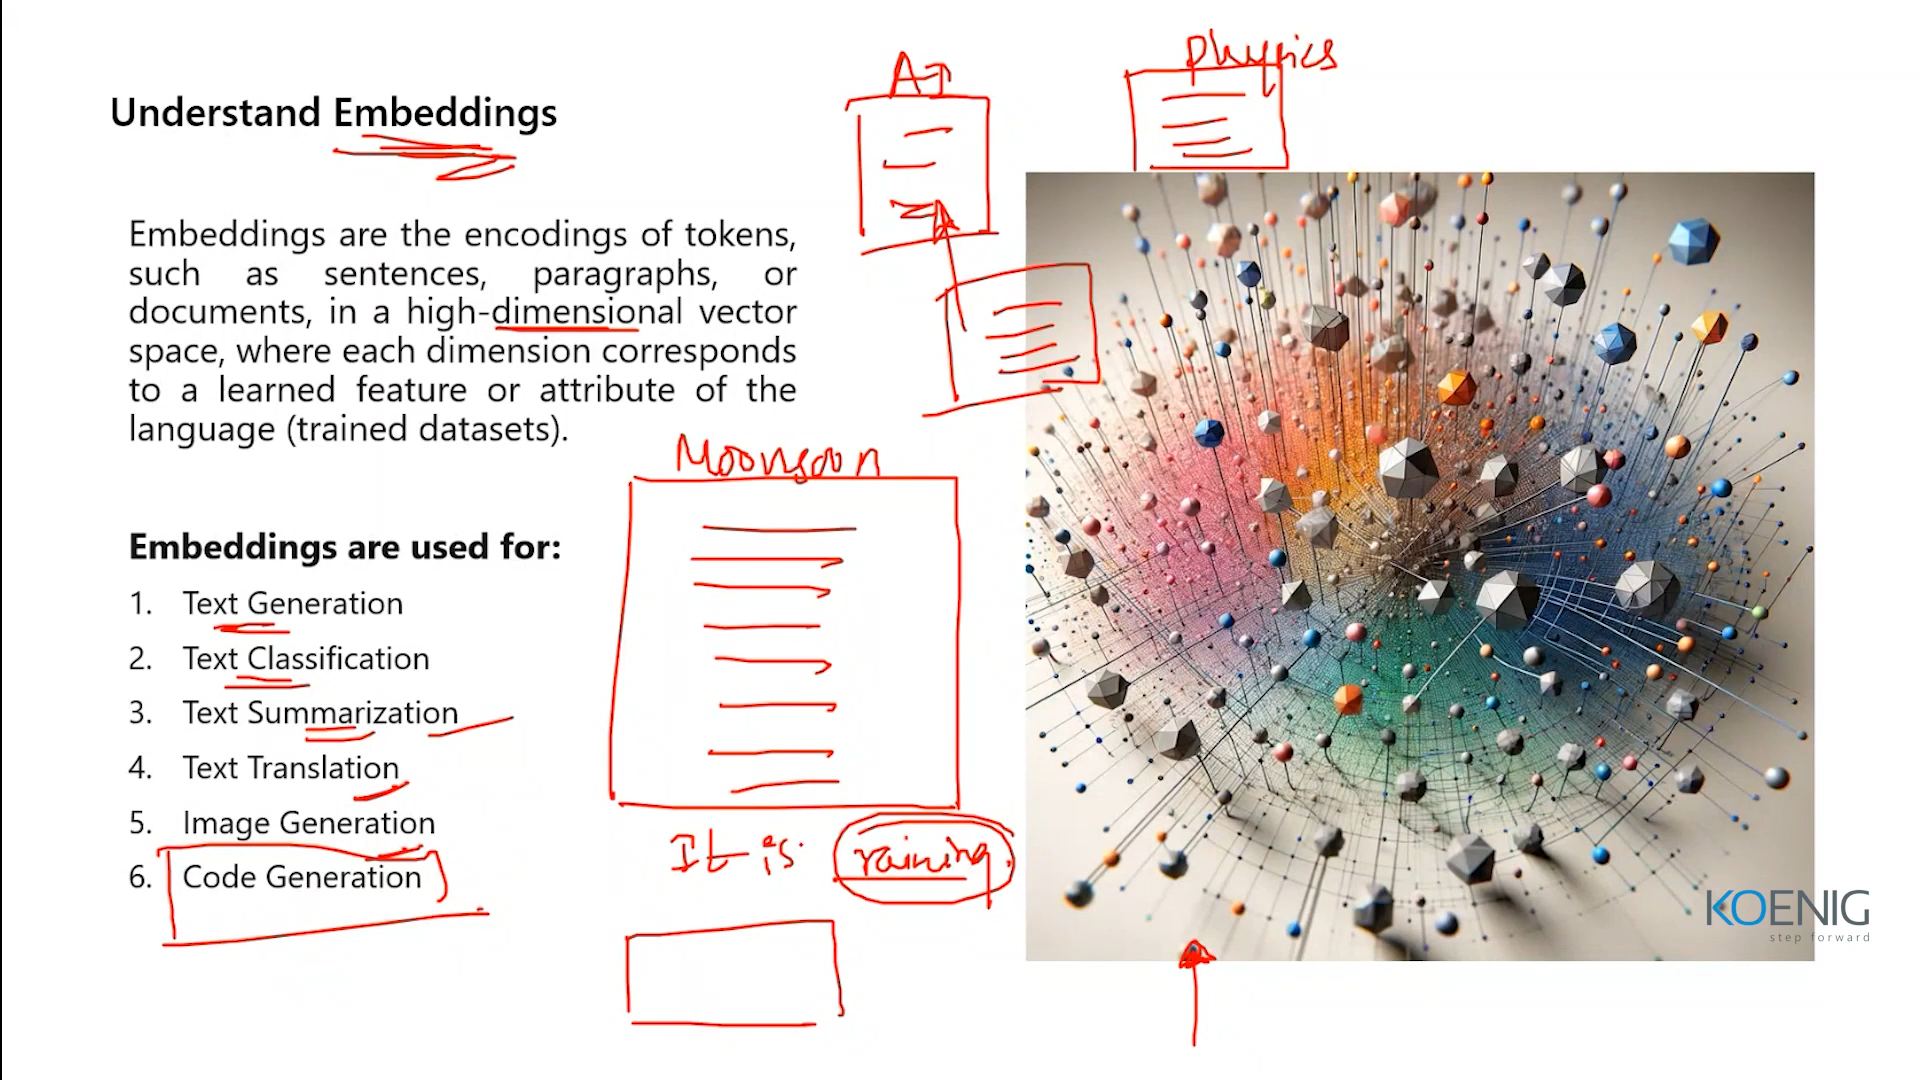 AI
Physics
Understand Embeddings
Embeddings are the encodings of tokens,
such as sentences, paragraphs, or
documents, in a high-dimensional vector
space, where each dimension corresponds
to a learned feature or attribute of the
language (trained datasets).
Moonsoon
Embeddings are used for:
1. Text Generation
2. Text Classification
3. Text Summarization
4. Text Translation
5. Image Generation
6. Code Generation
It is raining
KOENIG
step forward